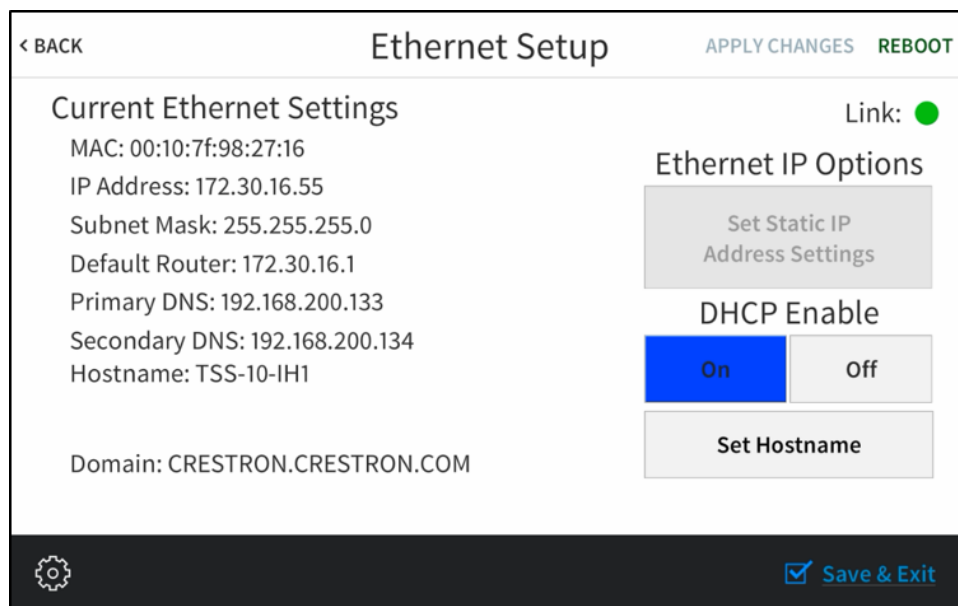 < BACK
Ethernet Setup
APPLY CHANGES
REBOOT
Current Ethernet Settings
MAC: 00:10:7f:98:27:16
IP Address: 172.30.16.55
Subnet Mask: 255.255.255.0
Default Router: 172.30.16.1
Primary DNS: 192.168.200.133
Secondary DNS: 192.168.200.134
Hostname: TSS-10-IH1
Domain: CRESTRON.CRESTRON.COM
Link:
Ethernet IP Options
Set Static IP
Address Settings
DHCP Enable
On
Off
Set Hostname
Save & Exit